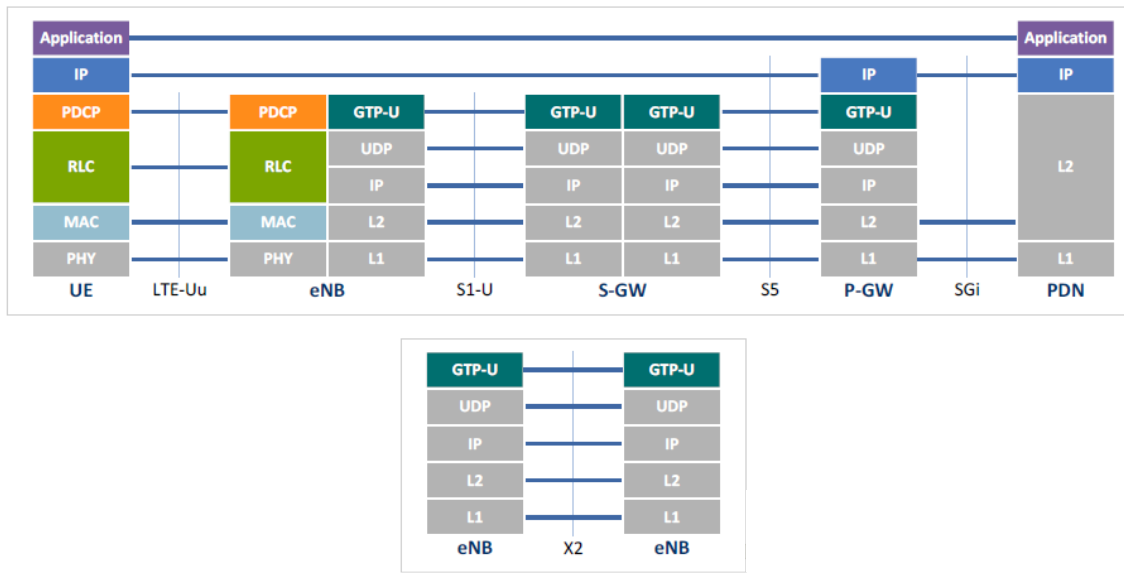 Application Application
IP IP IP
PDCP PDCP GTP-U GTP-U GTP-U GTP-U
RLC RLC UDP UDP UDP UDP L2
IP IP IP IP
MAC MAC L2 L2 L2 L2
PHY PHY L1 L1 L1 L1 L1
UE LTE-Uu eNB S1-U S-GW S5 P-GW SGi PDN
GTP-U GTP-U
UDP UDP
IP IP
L2 L2
L1 L1
eNB X2 eNB